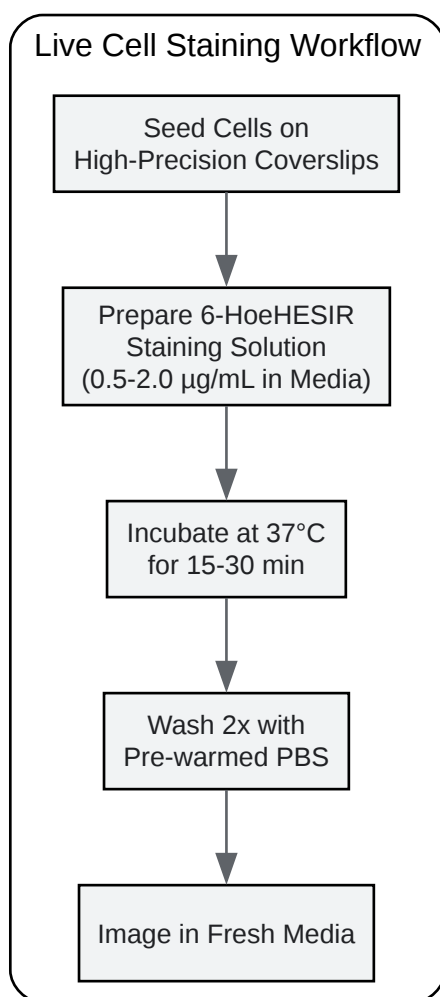 Live Cell Staining Workflow
Seed Cells on
High-Precision Coverslips
Prepare 6-HoeHESIR
Staining Solution
(0.5-2.0 µg/mL in Media)
Incubate at 37°C
for 15-30 min
Wash 2x with
Pre-warmed PBS
Image in Fresh Media